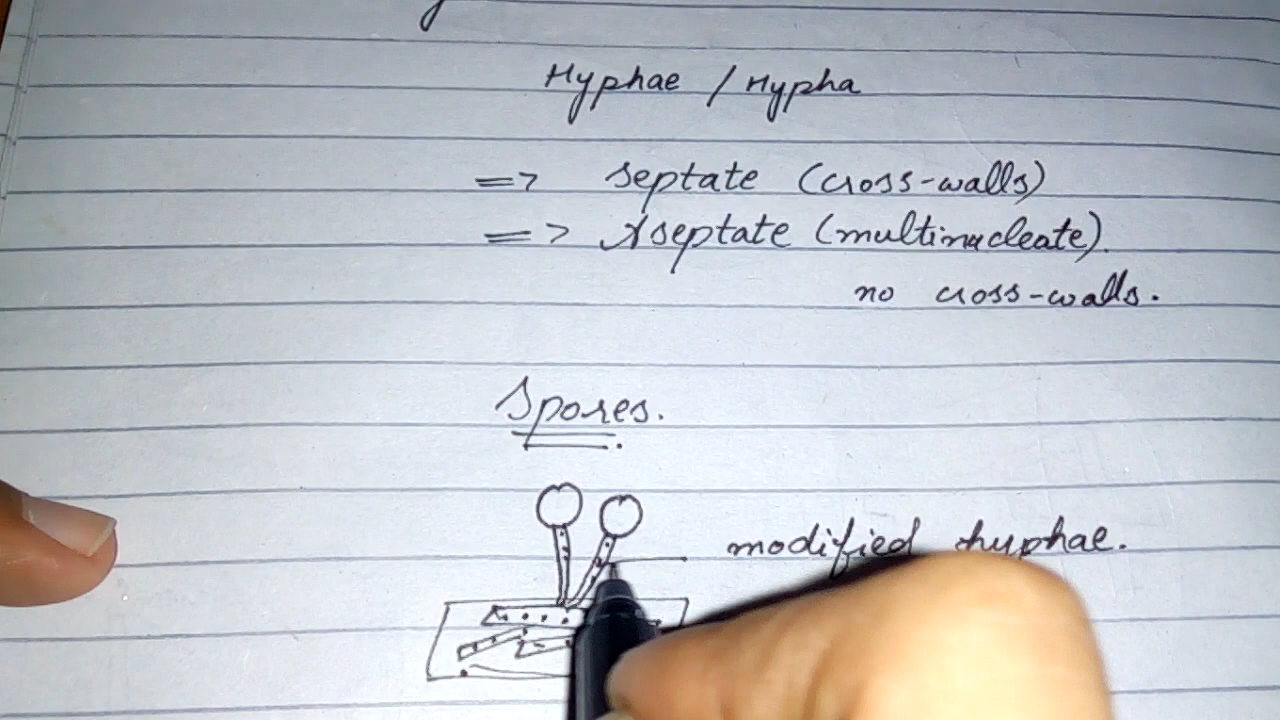 Hyphae / Hypha
=> septate (cross-walls)
=> Aseptate (multinucleate).
no cross-walls.
Spores.
modified hyphae.